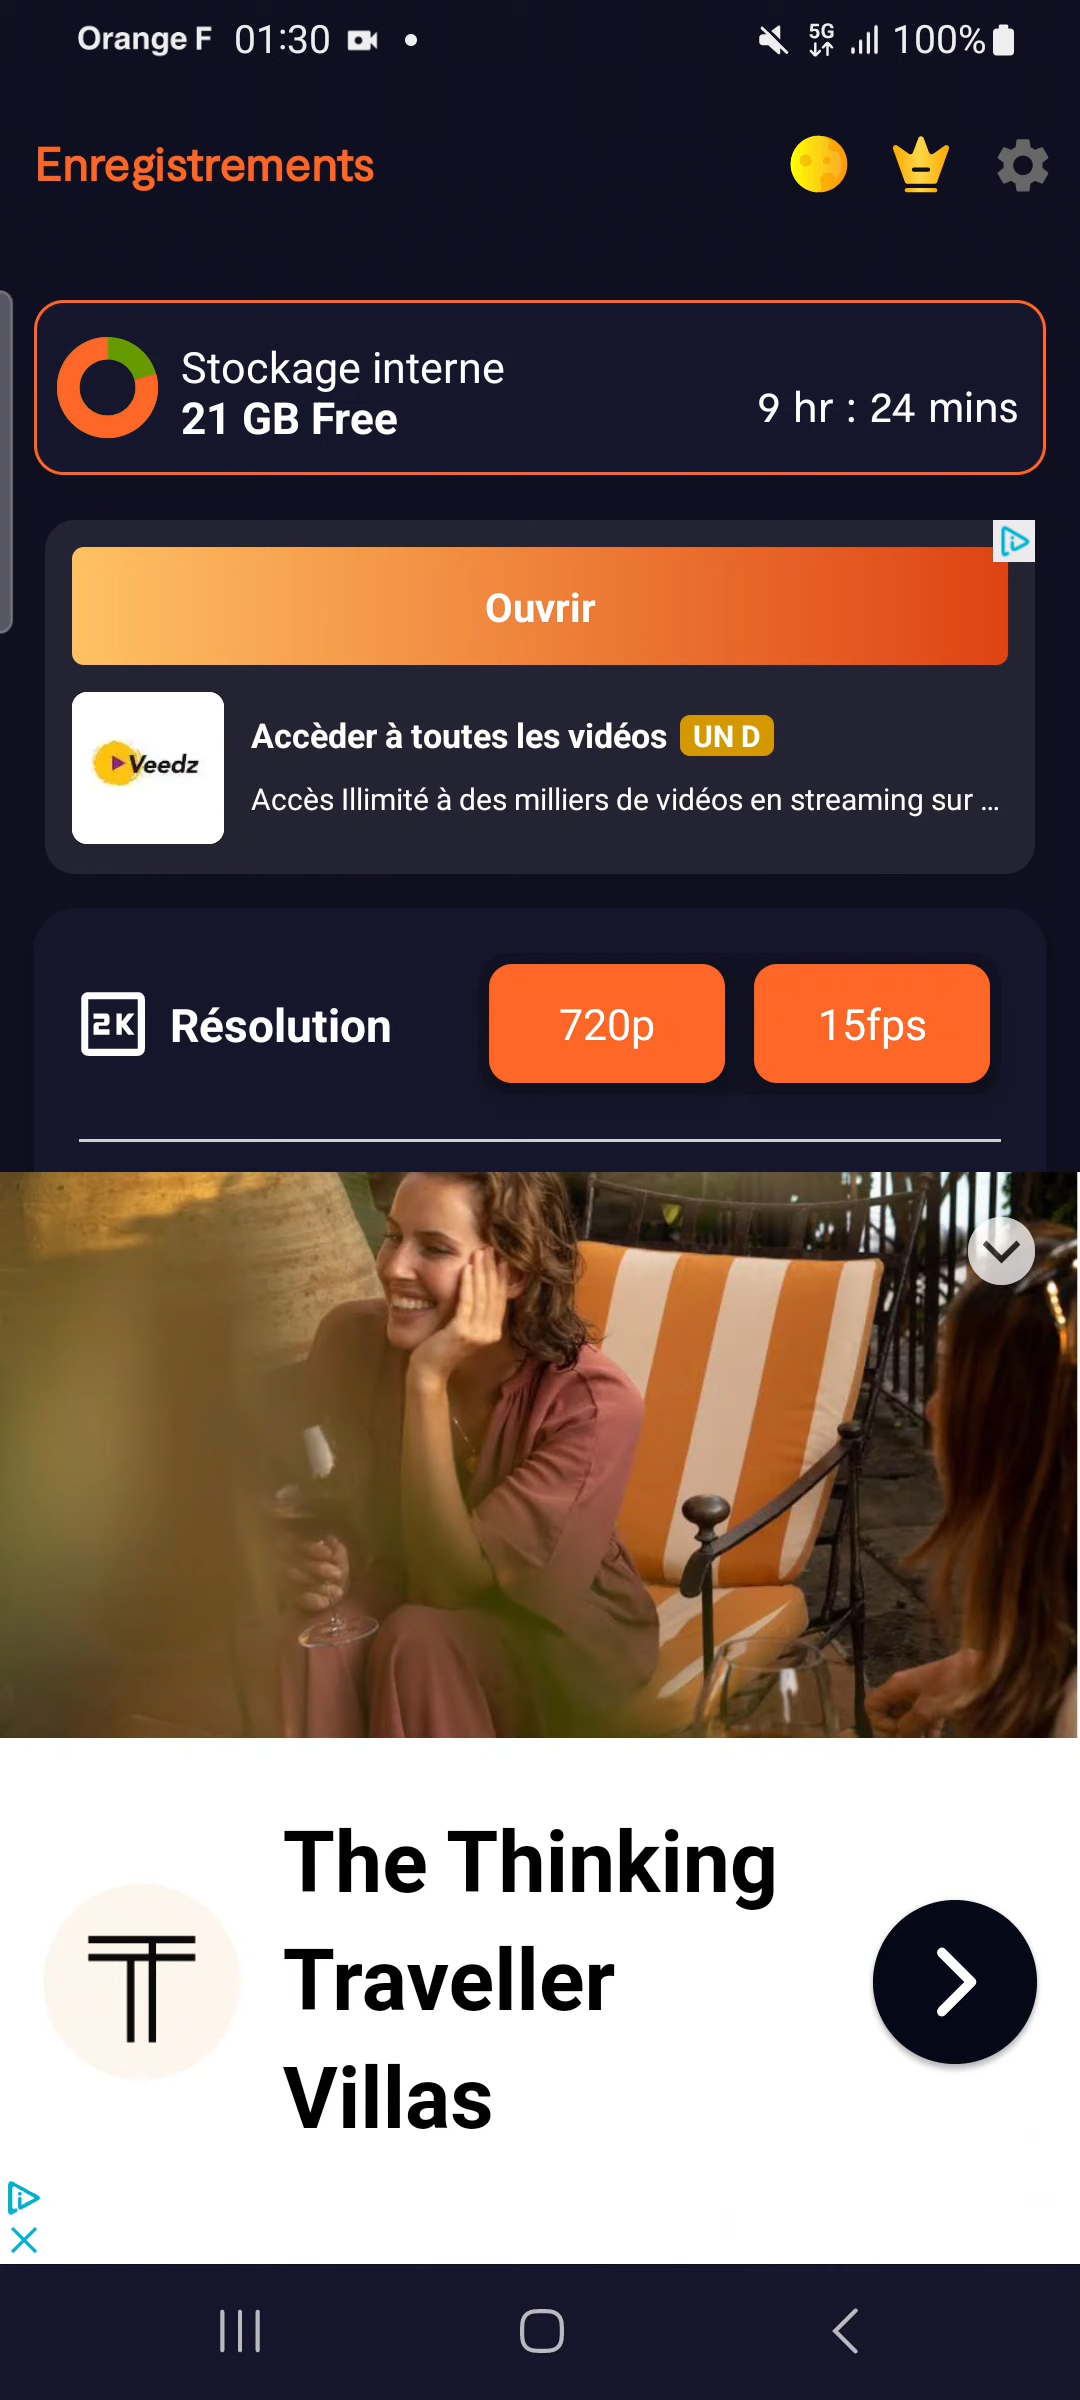 Orange F 01:30 5G 100%
Enregistrements
Stockage interne
21 GB Free
9 hr : 24 mins
Ouvrir
Veedz
Accèder à toutes les vidéos UN D
Accès Illimité à des milliers de vidéos en streaming sur ...
2K Résolution 720p 15fps
The Thinking
Traveller
Villas